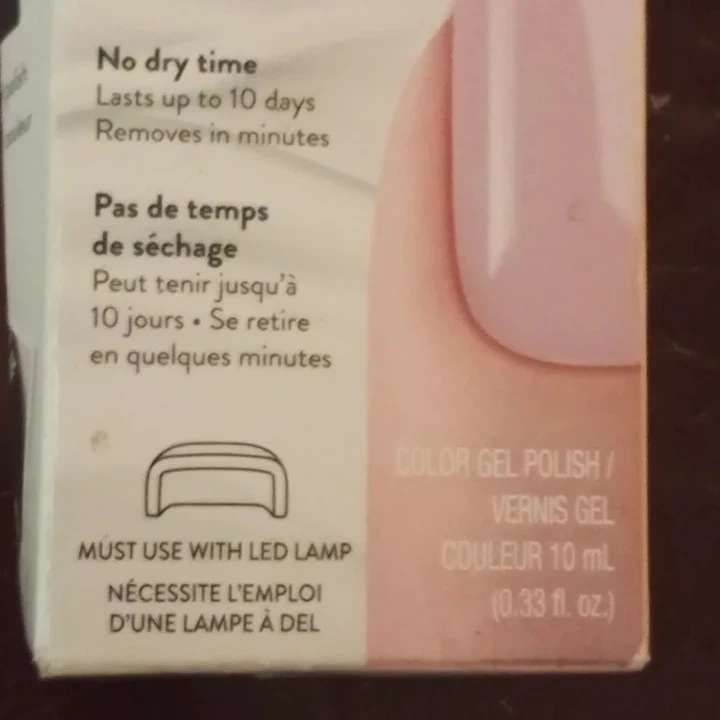 No dry time
Lasts up to 10 days
Removes in minutes
Pas de temps
de séchage
Peut tenir jusqu'à
10 jours • Se retire
en quelques minutes
MUST USE WITH LED LAMP
NÉCESSITE L'EMPLOI
D'UNE LAMPE À DEL
COLOR GEL POLISH /
VERNIS GEL
COULEUR 10 mL
(0.33 fl. oz.)